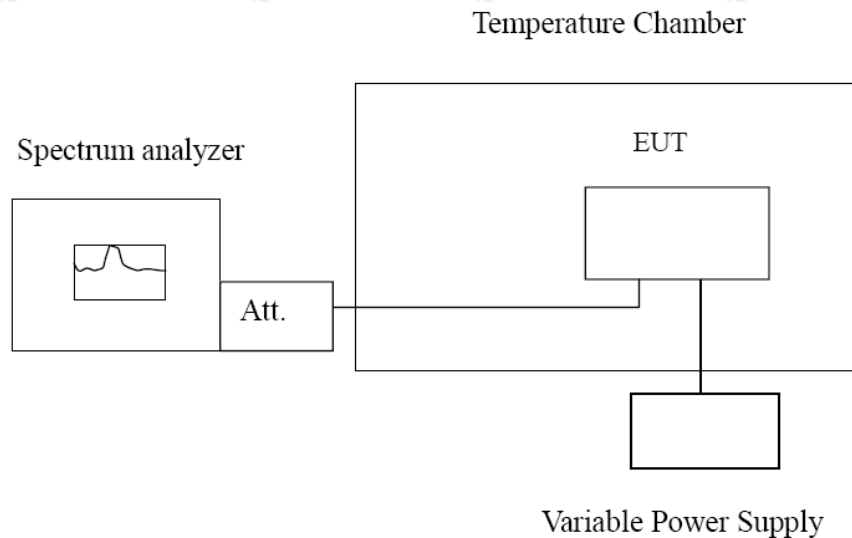 Temperature Chamber
EUT
Spectrum analyzer
Att.
Variable Power Supply